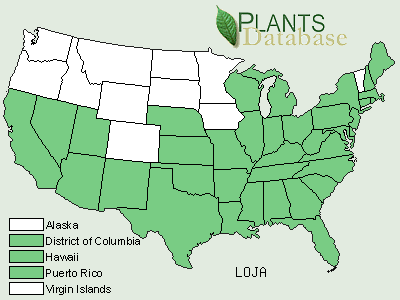 PLANTS
Database
Alaska
District of Columbia
Hawaii
Puerto Rico
Virgin Islands
LOJA